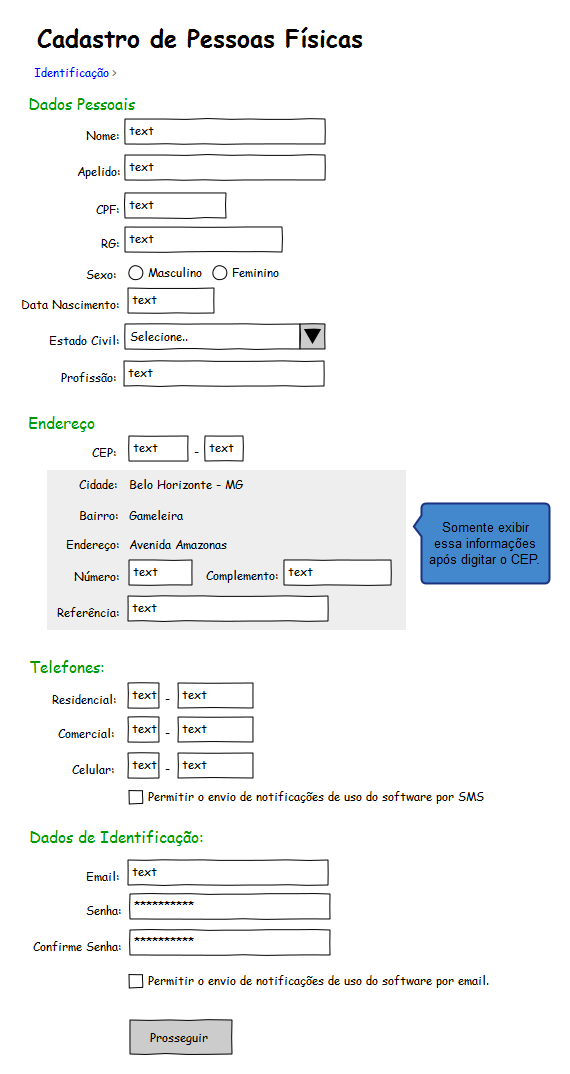 Cadastro de Pessoas Físicas
Identificação >
Dados Pessoais
Nome: text
Apelido: text
CPF: text
RG: text
Sexo: Masculino Feminino
Data Nascimento: text
Estado Civil: Selecione..
Profissão: text
Endereço
CEP: text - text
Cidade: Belo Horizonte - MG
Bairro: Gameleira
Endereço: Avenida Amazonas
Número: text Complemento: text
Referência: text
Somente exibir
essa informações
após digitar o CEP.
Telefones:
Residencial: text - text
Comercial: text - text
Celular: text - text
Permitir o envio de notificações de uso do software por SMS
Dados de Identificação:
Email: text
Senha: **********
Confirme Senha: **********
Permitir o envio de notificações de uso do software por email.
Prosseguir